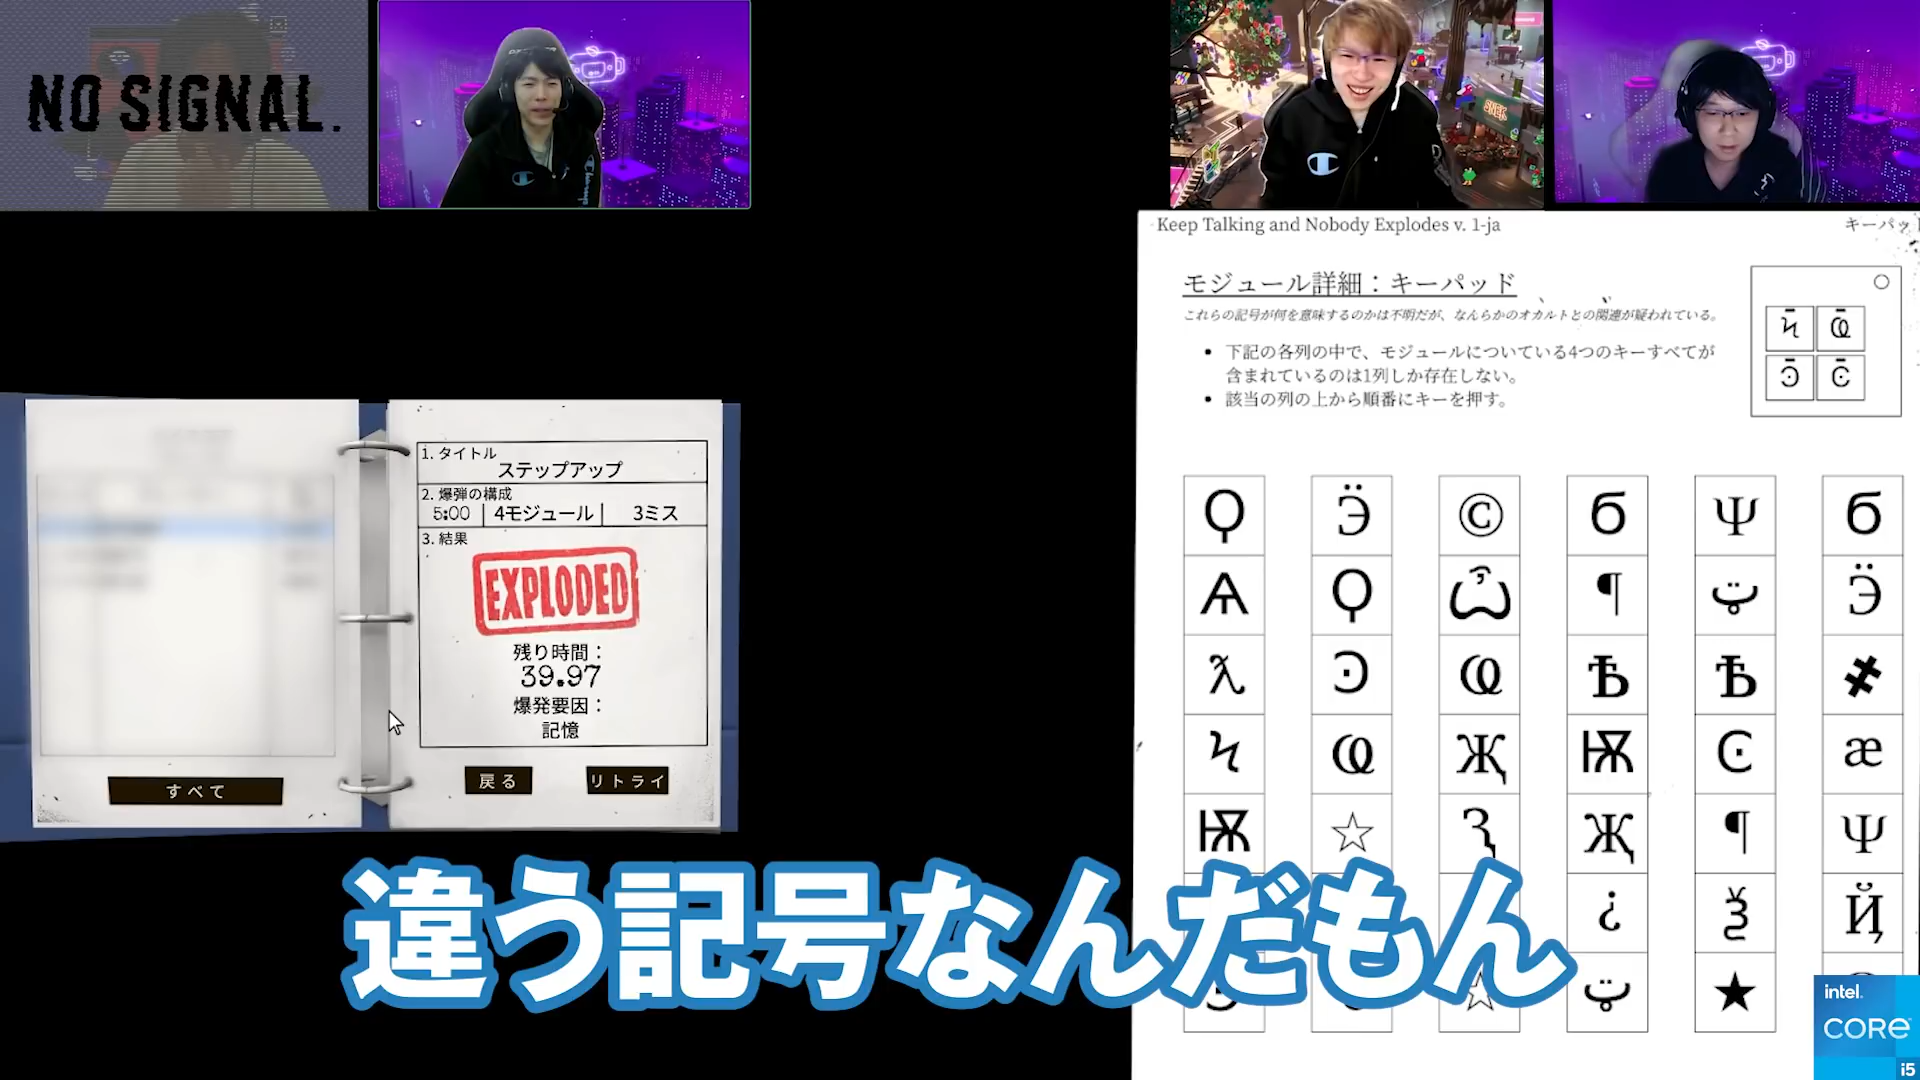 NO SIGNAL.
Keep Talking and Nobody Explodes v. 1-ja
キーパッ
モジュール詳細：キーパッド
これらの記号が何を意味するのかは不明だが、なんらかのオカルトとの関連が疑われている。
• 下記の各列の中で、モジュールについている4つのキーすべてが
含まれているのは1列しか存在しない。
• 該当の列の上から順番にキーを押す。
1. タイトル
ステップアップ
2. 爆弾の構成
5:00 4モジュール 3ミス
3. 結果
EXPLODED
残り時間：
39.97
爆発要因：
記憶
すべて
戻る
リトライ
Ϙ Ӭ © б Ψ б
Ѧ Ϙ Ѽ ¶ ټ Ӭ
ƛ Ͽ Ҩ Ѣ Ѣ ҂
Ϟ Ҩ Җ Ѭ Ͼ æ
Ѭ ☆ Ԇ Җ ¶ Ψ
¿ Ѯ Ҋ
☆ ټ ★
違う記号なんだもん
intel.
CORE
i5